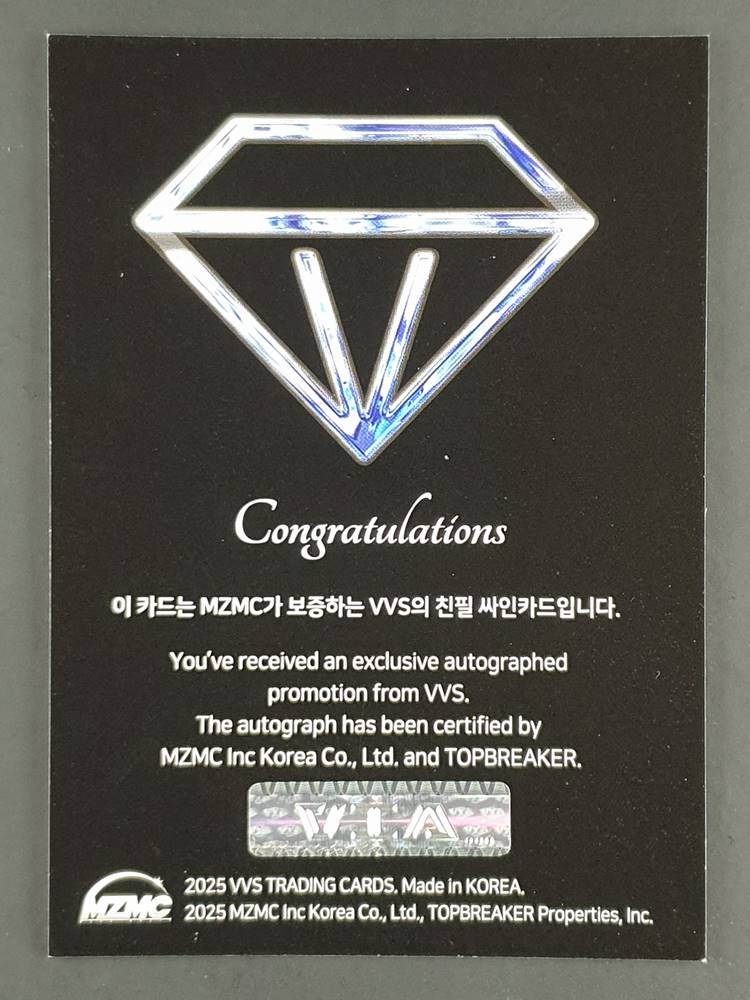 Congratulations
이 카드는 MZMC가 보증하는 VVS의 친필 싸인카드입니다.
You've received an exclusive autographed
promotion from VVS.
The autograph has been certified by
MZMC Inc Korea Co., Ltd. and TOPBREAKER.
VIA
MZMC
2025 VVS TRADING CARDS. Made in KOREA.
2025 MZMC Inc Korea Co., Ltd., TOPBREAKER Properties, Inc.